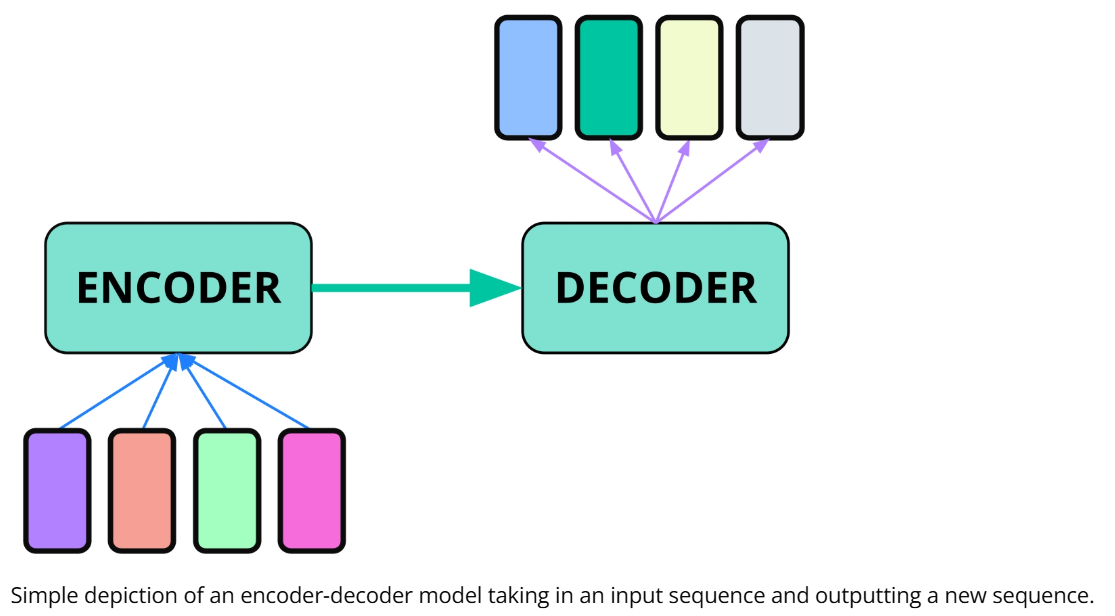 ENCODER
DECODER
Simple depiction of an encoder-decoder model taking in an input sequence and outputting a new sequence.